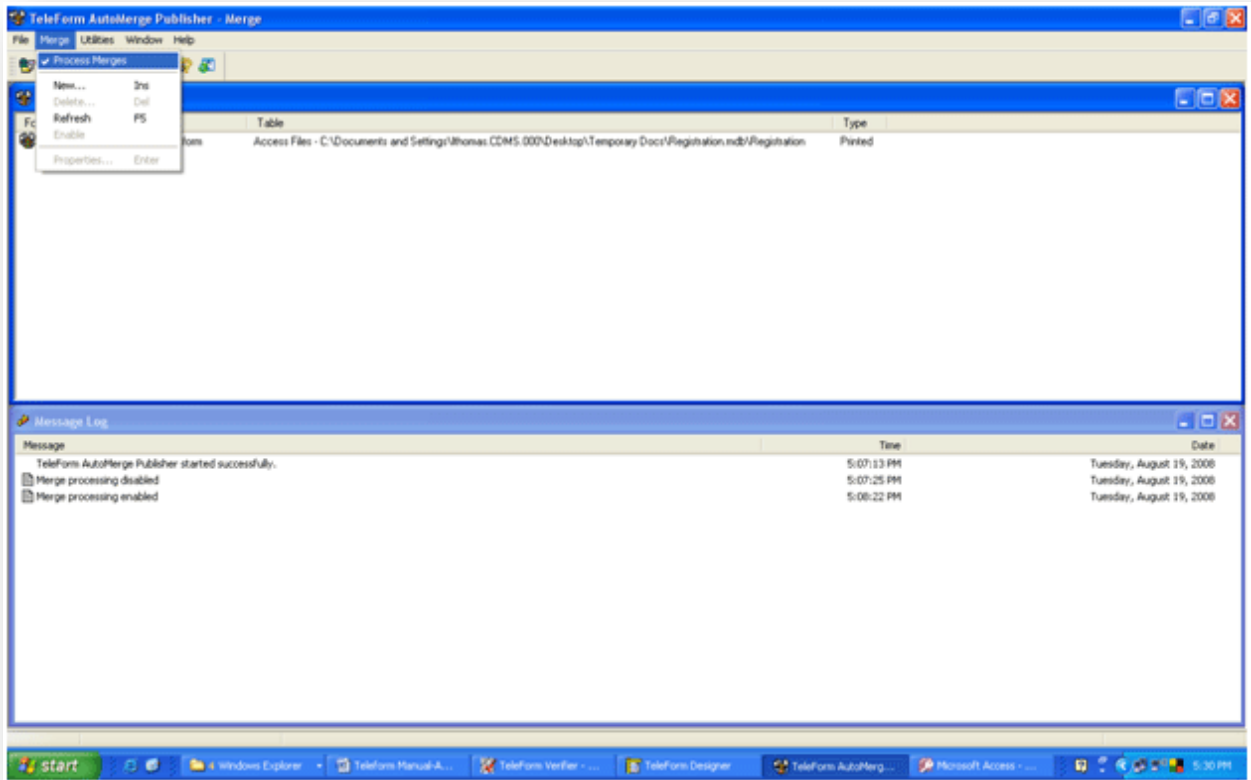 TeleForm AutoMerge Publisher - Merge
File Merge Utilities Window Help
Process Merges
New... Ins
Delete... Del
Refresh F5
Enable
Properties... Enter
Table Type
Access Files - C:\Documents and Settings\lthomas.CDMS.000\Desktop\Temporary Docs\Registration.mdb\Registration Printed
Message Log
Message Time Date
TeleForm AutoMerge Publisher started successfully. 5:07:13 PM Tuesday, August 19, 2008
Merge processing disabled 5:07:25 PM Tuesday, August 19, 2008
Merge processing enabled 5:08:22 PM Tuesday, August 19, 2008
start 4 Windows Explorer Teleform Manual-A... TeleForm Verifier - ... TeleForm Designer TeleForm AutoMerg... Microsoft Access - ... 5:30 PM